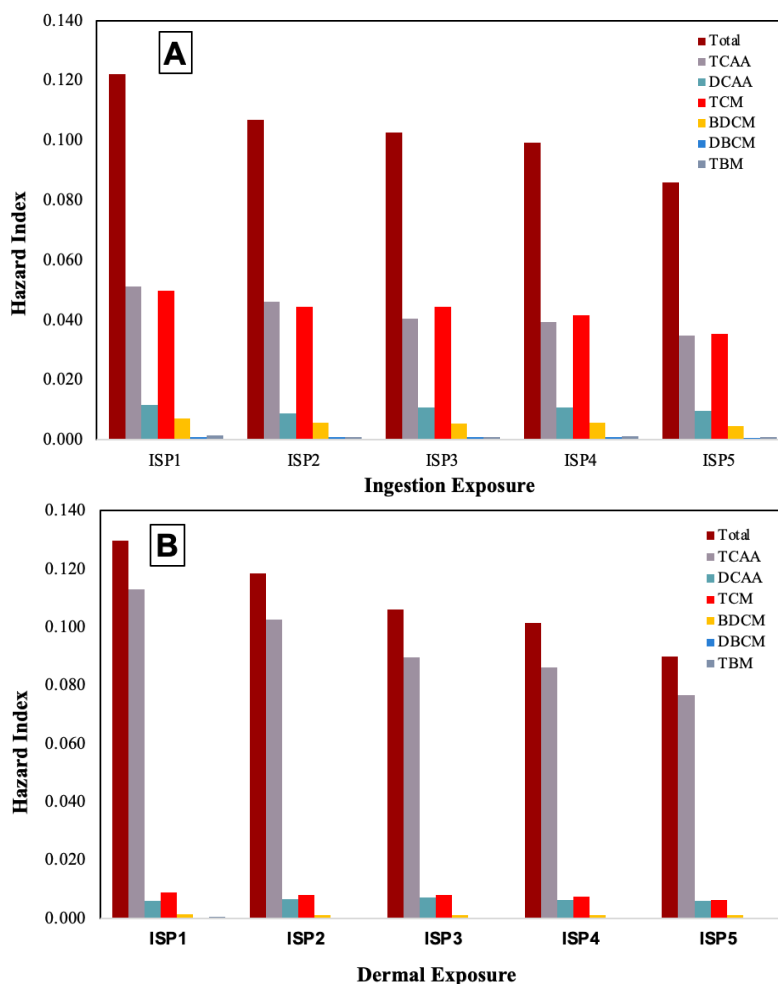 0.140
A
Total
TCAA
DCAA
TCM
BDCM
DBCM
TBM
0.120
0.100
0.080
0.060
0.040
0.020
0.000
Hazard Index
ISP1 ISP2 ISP3 ISP4 ISP5
Ingestion Exposure
0.140
B
Total
TCAA
DCAA
TCM
BDCM
DBCM
TBM
0.120
0.100
0.080
0.060
0.040
0.020
0.000
Hazard Index
ISP1 ISP2 ISP3 ISP4 ISP5
Dermal Exposure